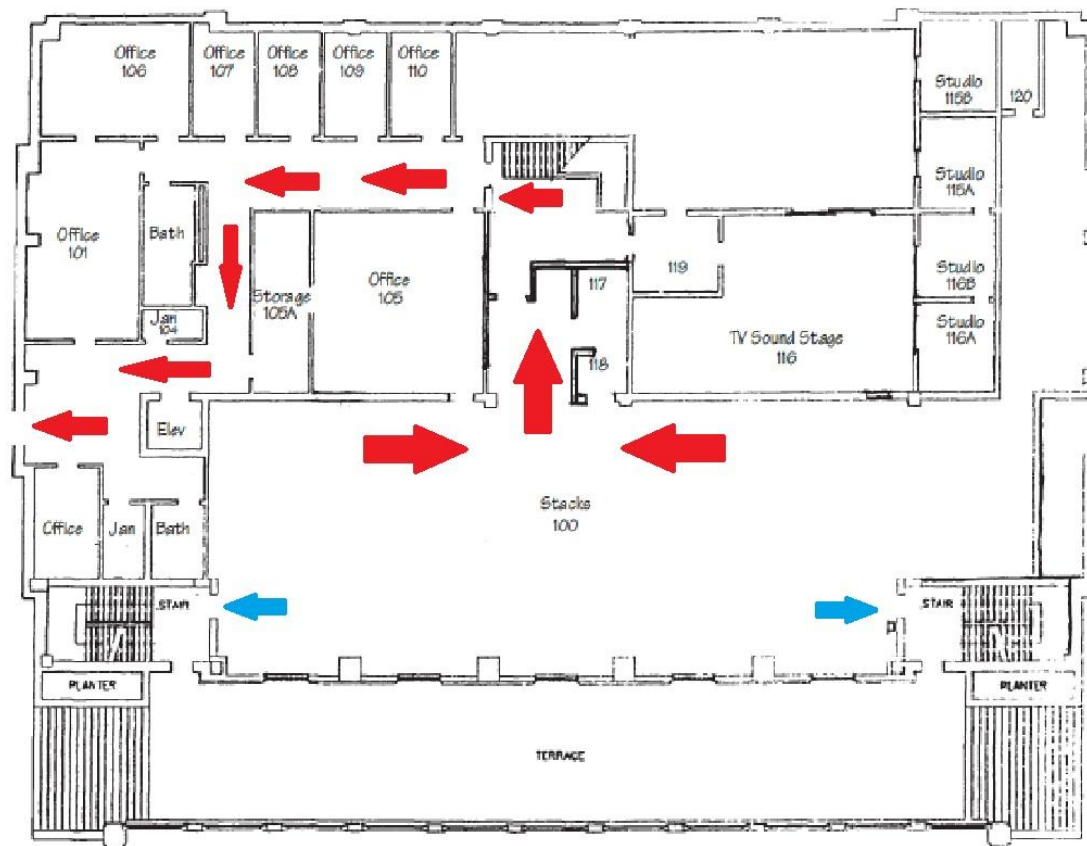 Office
106
Office
107
Office
108
Office
109
Office
110
Studio
115B
120
Studio
115A
Office
101
Bath
Jan
104
Storage
105A
Office
105
117
118
119
TV Sound Stage
116
Studio
116B
Studio
116A
Elev
Office
Jan
Bath
Stacks
100
STAIR
STAIR
PLANTER
PLANTER
TERRACE